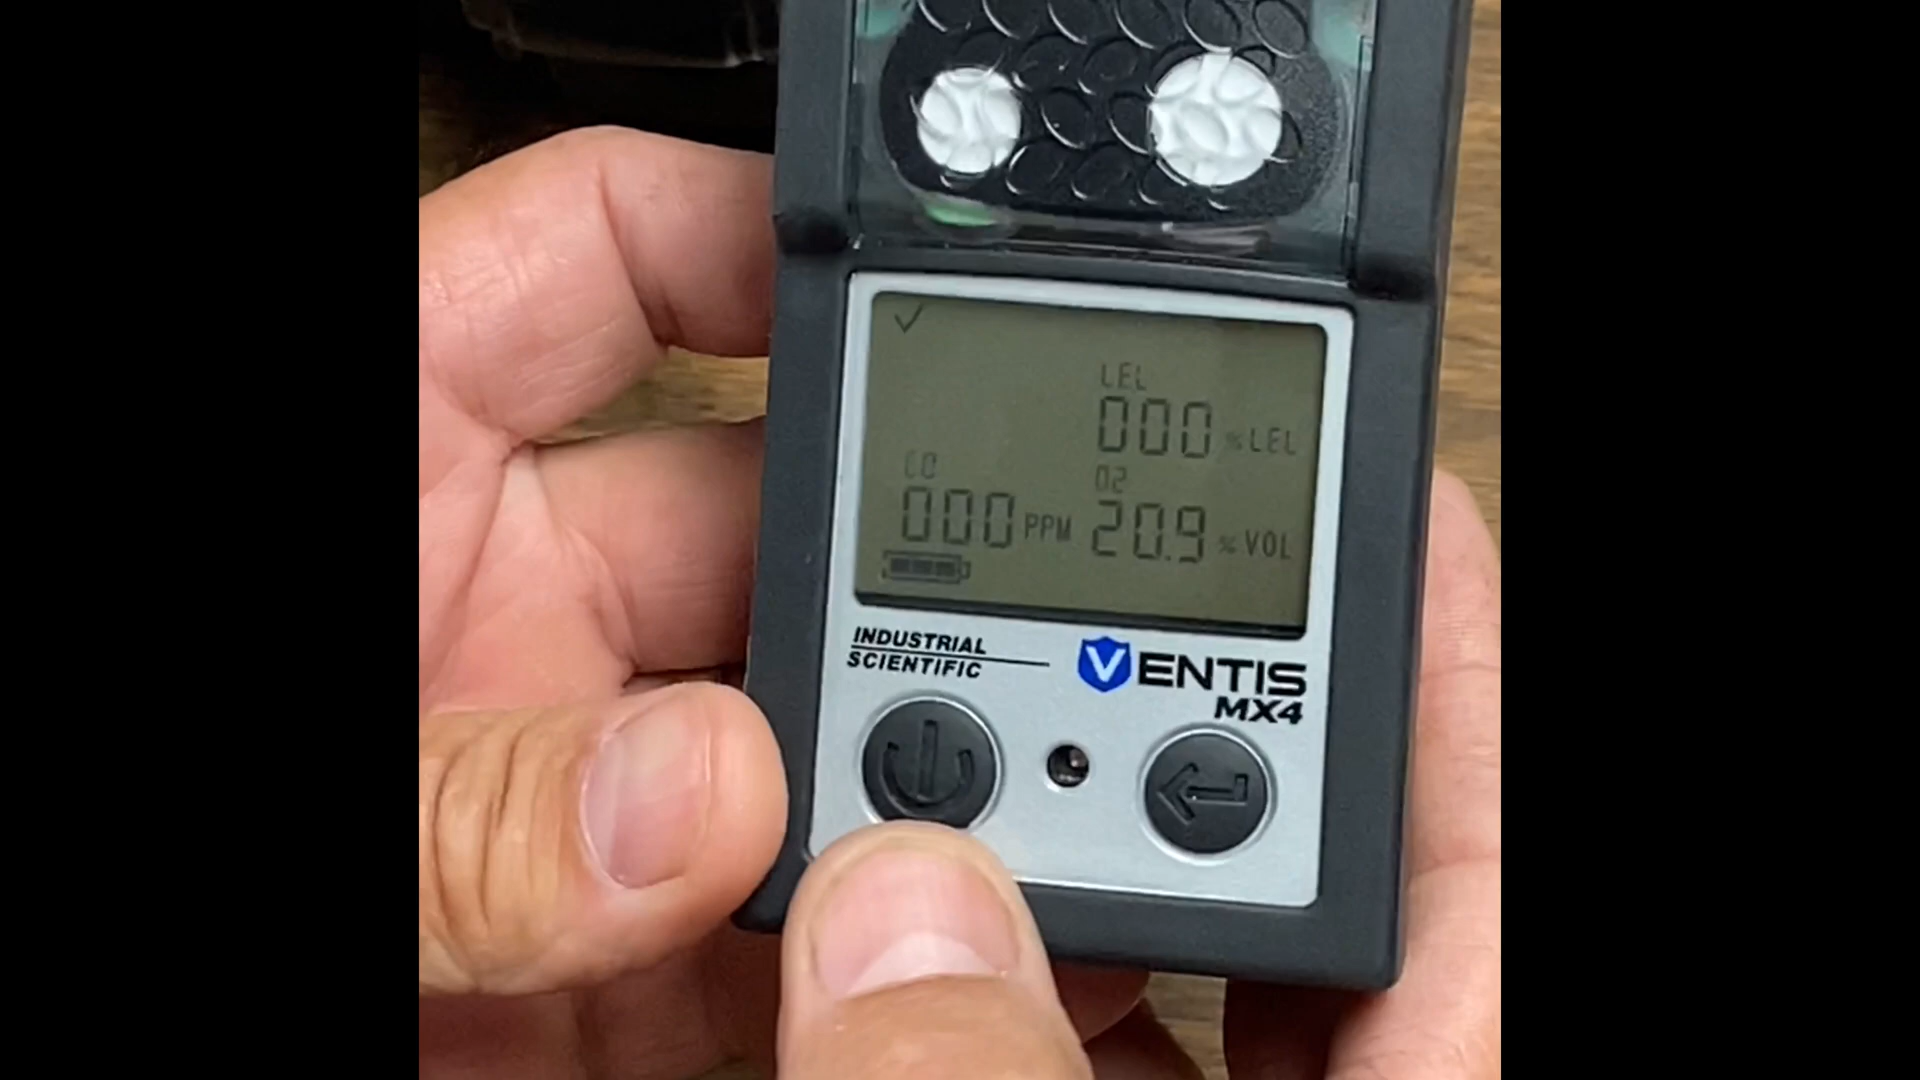 LEL
000 % LEL
CO O2
000 PPM 20.9 % VOL
INDUSTRIAL
SCIENTIFIC
VENTIS
MX4